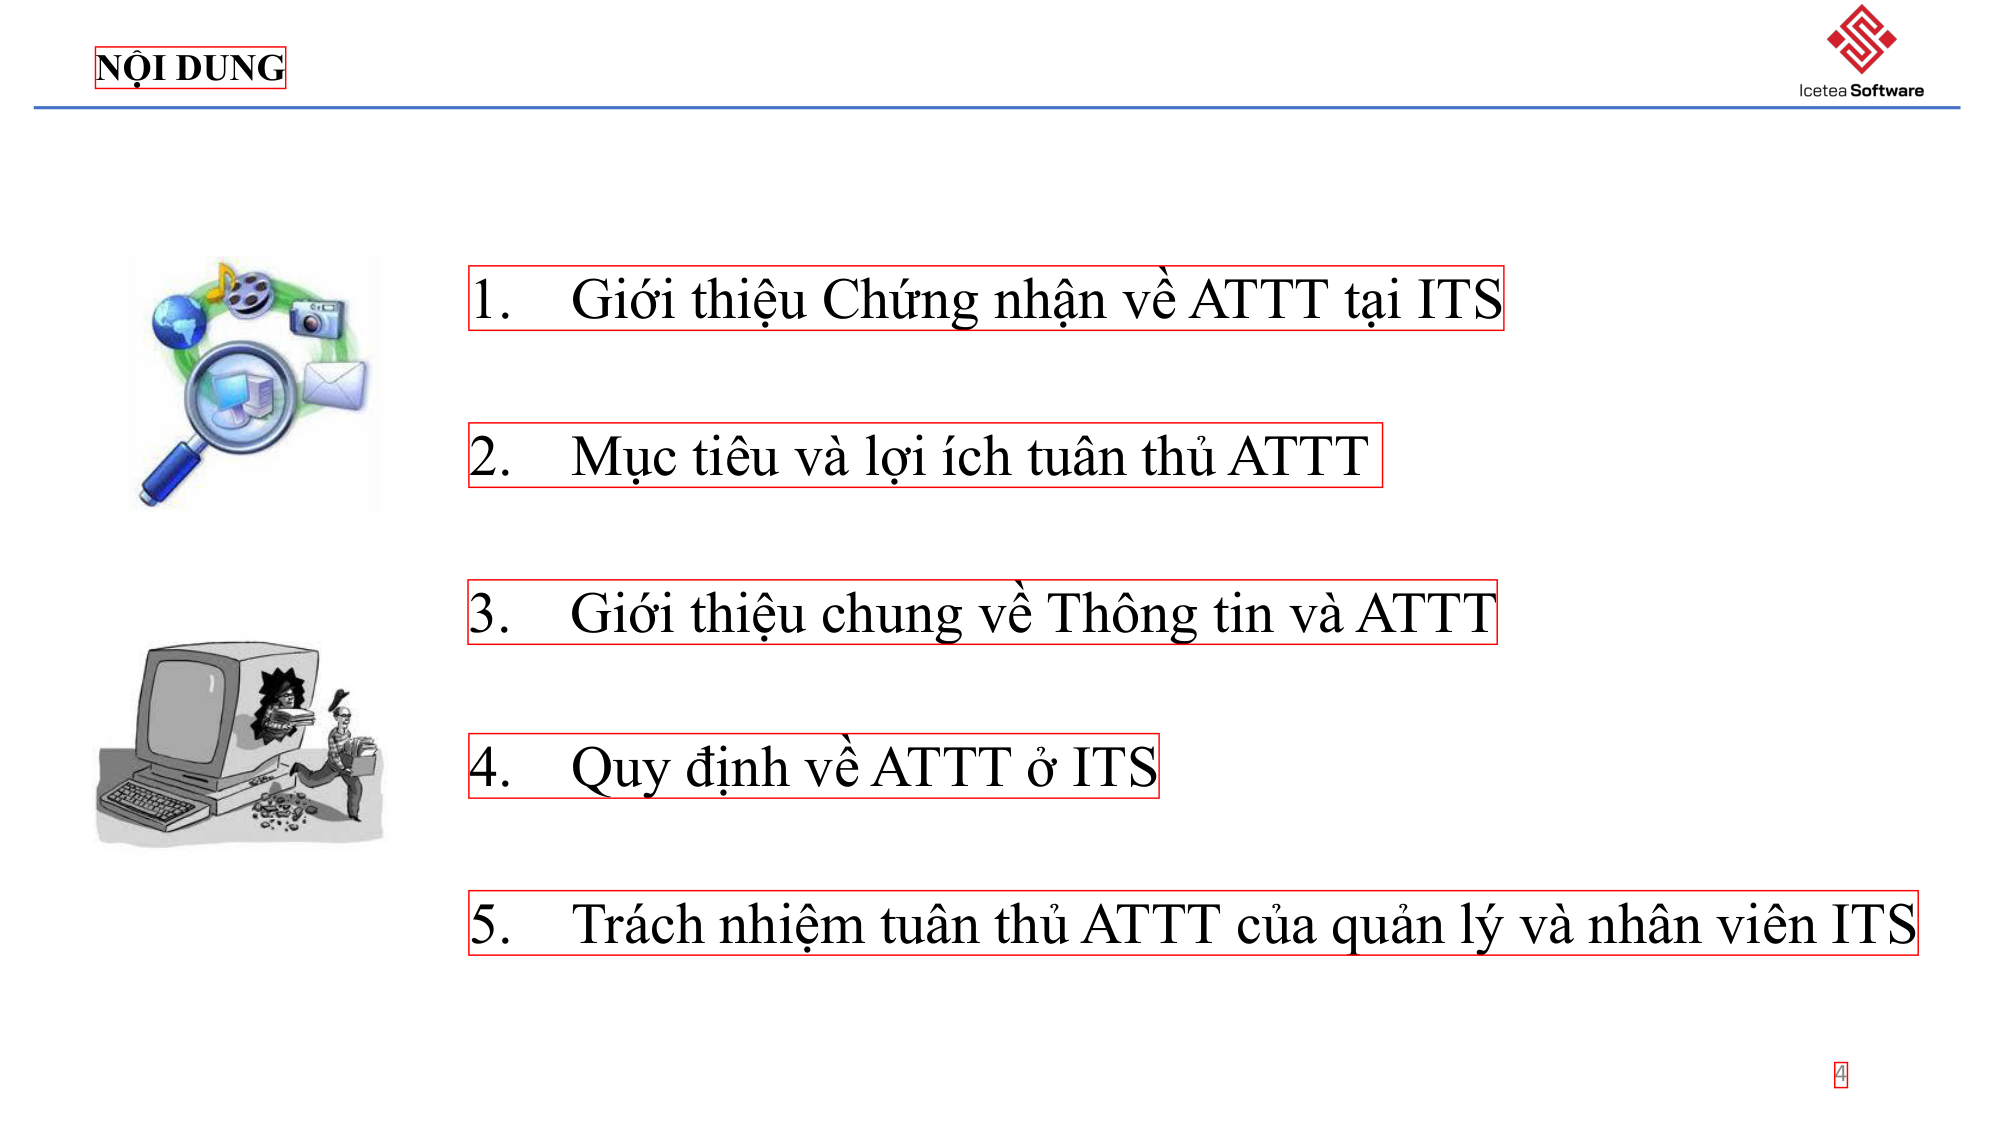 NỘI DUNG
Icetea Software
1. Giới thiệu Chứng nhận về ATTT tại ITS
2. Mục tiêu và lợi ích tuân thủ ATTT
3. Giới thiệu chung về Thông tin và ATTT
4. Quy định về ATTT ở ITS
5. Trách nhiệm tuân thủ ATTT của quản lý và nhân viên ITS
4